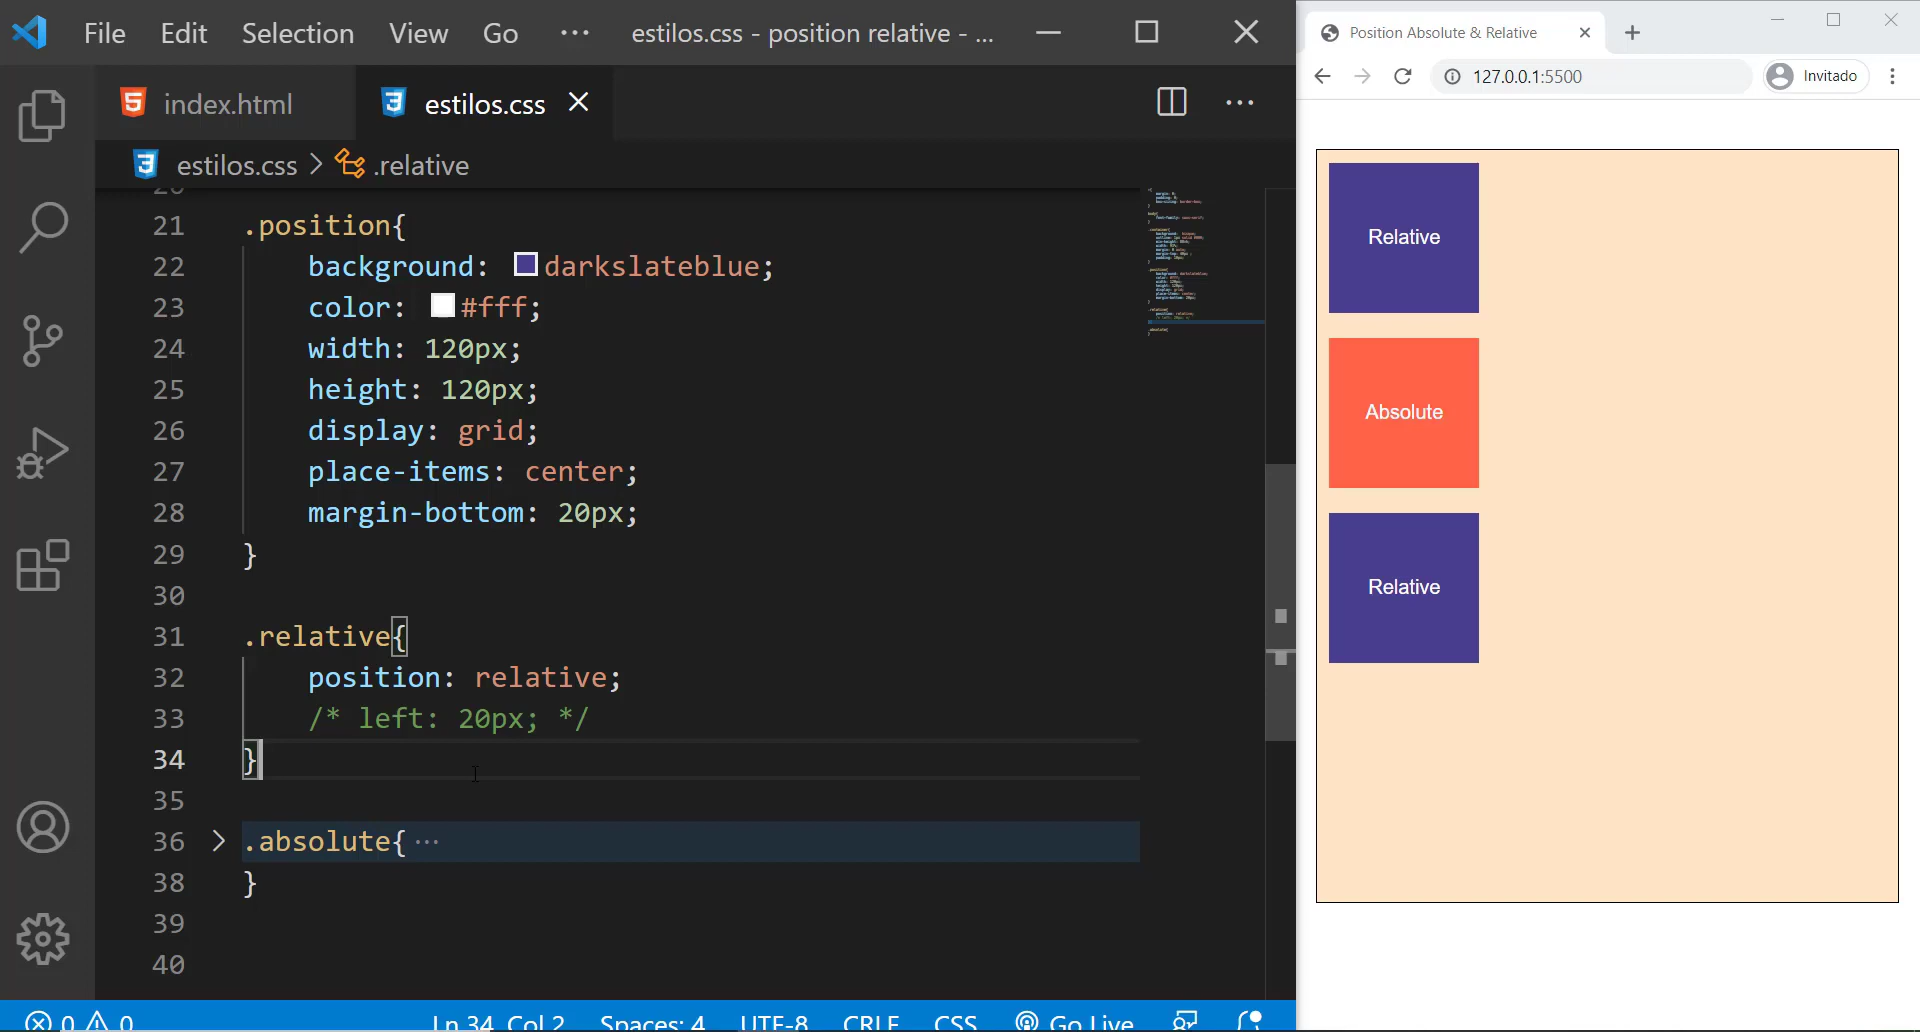 File Edit Selection View Go ··· estilos.css - position relative - ...
index.html estilos.css
estilos.css > .relative
20
21 .position{
22 background: darkslateblue;
23 color: #fff;
24 width: 120px;
25 height: 120px;
26 display: grid;
27 place-items: center;
28 margin-bottom: 20px;
29 }
30
31 .relative{
32 position: relative;
33 /* left: 20px; */
34 }
35
36 .absolute{ ···
38 }
39
40
0 0 Ln 34, Col 2 Spaces: 4 UTF-8 CRLF CSS Go Live
Position Absolute & Relative
127.0.0.1:5500 Invitado
Relative
Absolute
Relative